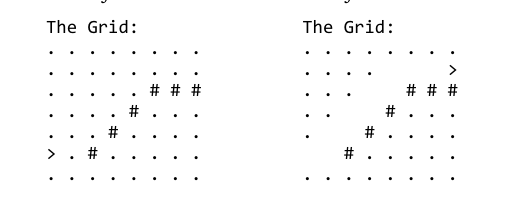 The Grid:
. . . . . . . .
. . . . . . . .
. . . . . # # #
. . . . # . . .
. . . # . . . .
> . # . . . . .
. . . . . . . .
The Grid:
. . . . . . . .
. . . .       >
. . .     # # #
. .     # . . .
.     # . . . .
    # . . . . .
. . . . . . . .